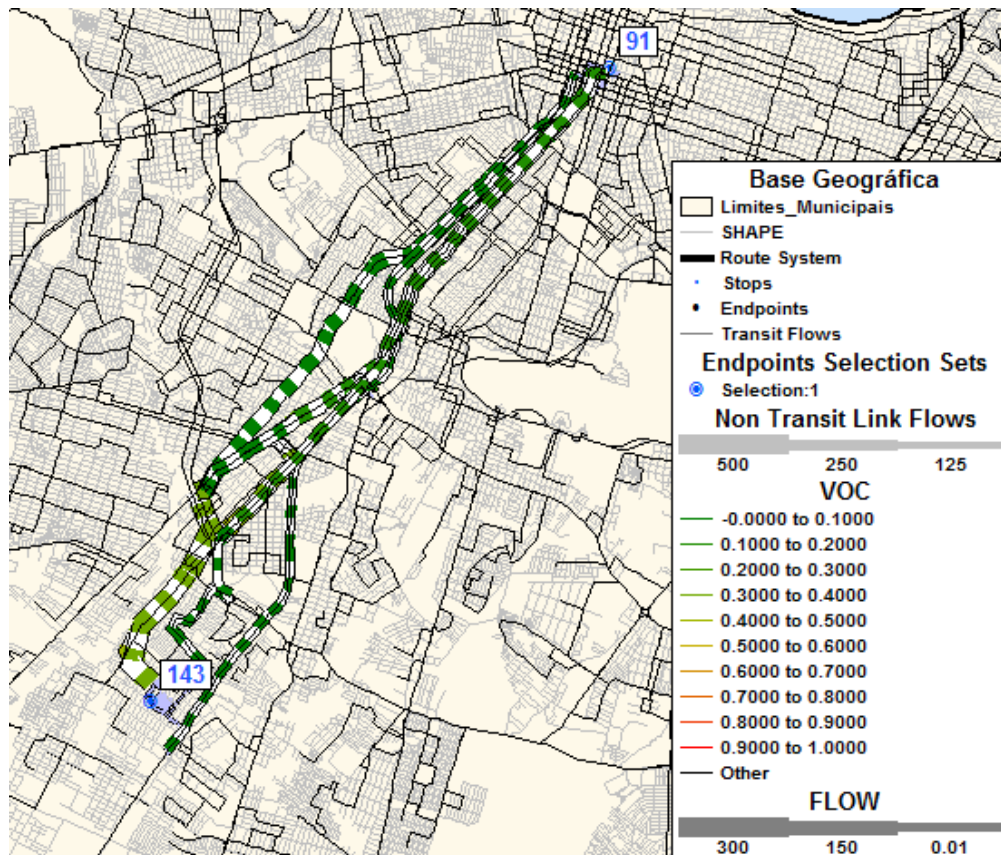 91
143
Base Geográfica
Limites_Municipais
SHAPE
Route System
Stops
Endpoints
Transit Flows
Endpoints Selection Sets
Selection:1
Non Transit Link Flows
500 250 125
VOC
-0.0000 to 0.1000
0.1000 to 0.2000
0.2000 to 0.3000
0.3000 to 0.4000
0.4000 to 0.5000
0.5000 to 0.6000
0.6000 to 0.7000
0.7000 to 0.8000
0.8000 to 0.9000
0.9000 to 1.0000
Other
FLOW
300 150 0.01